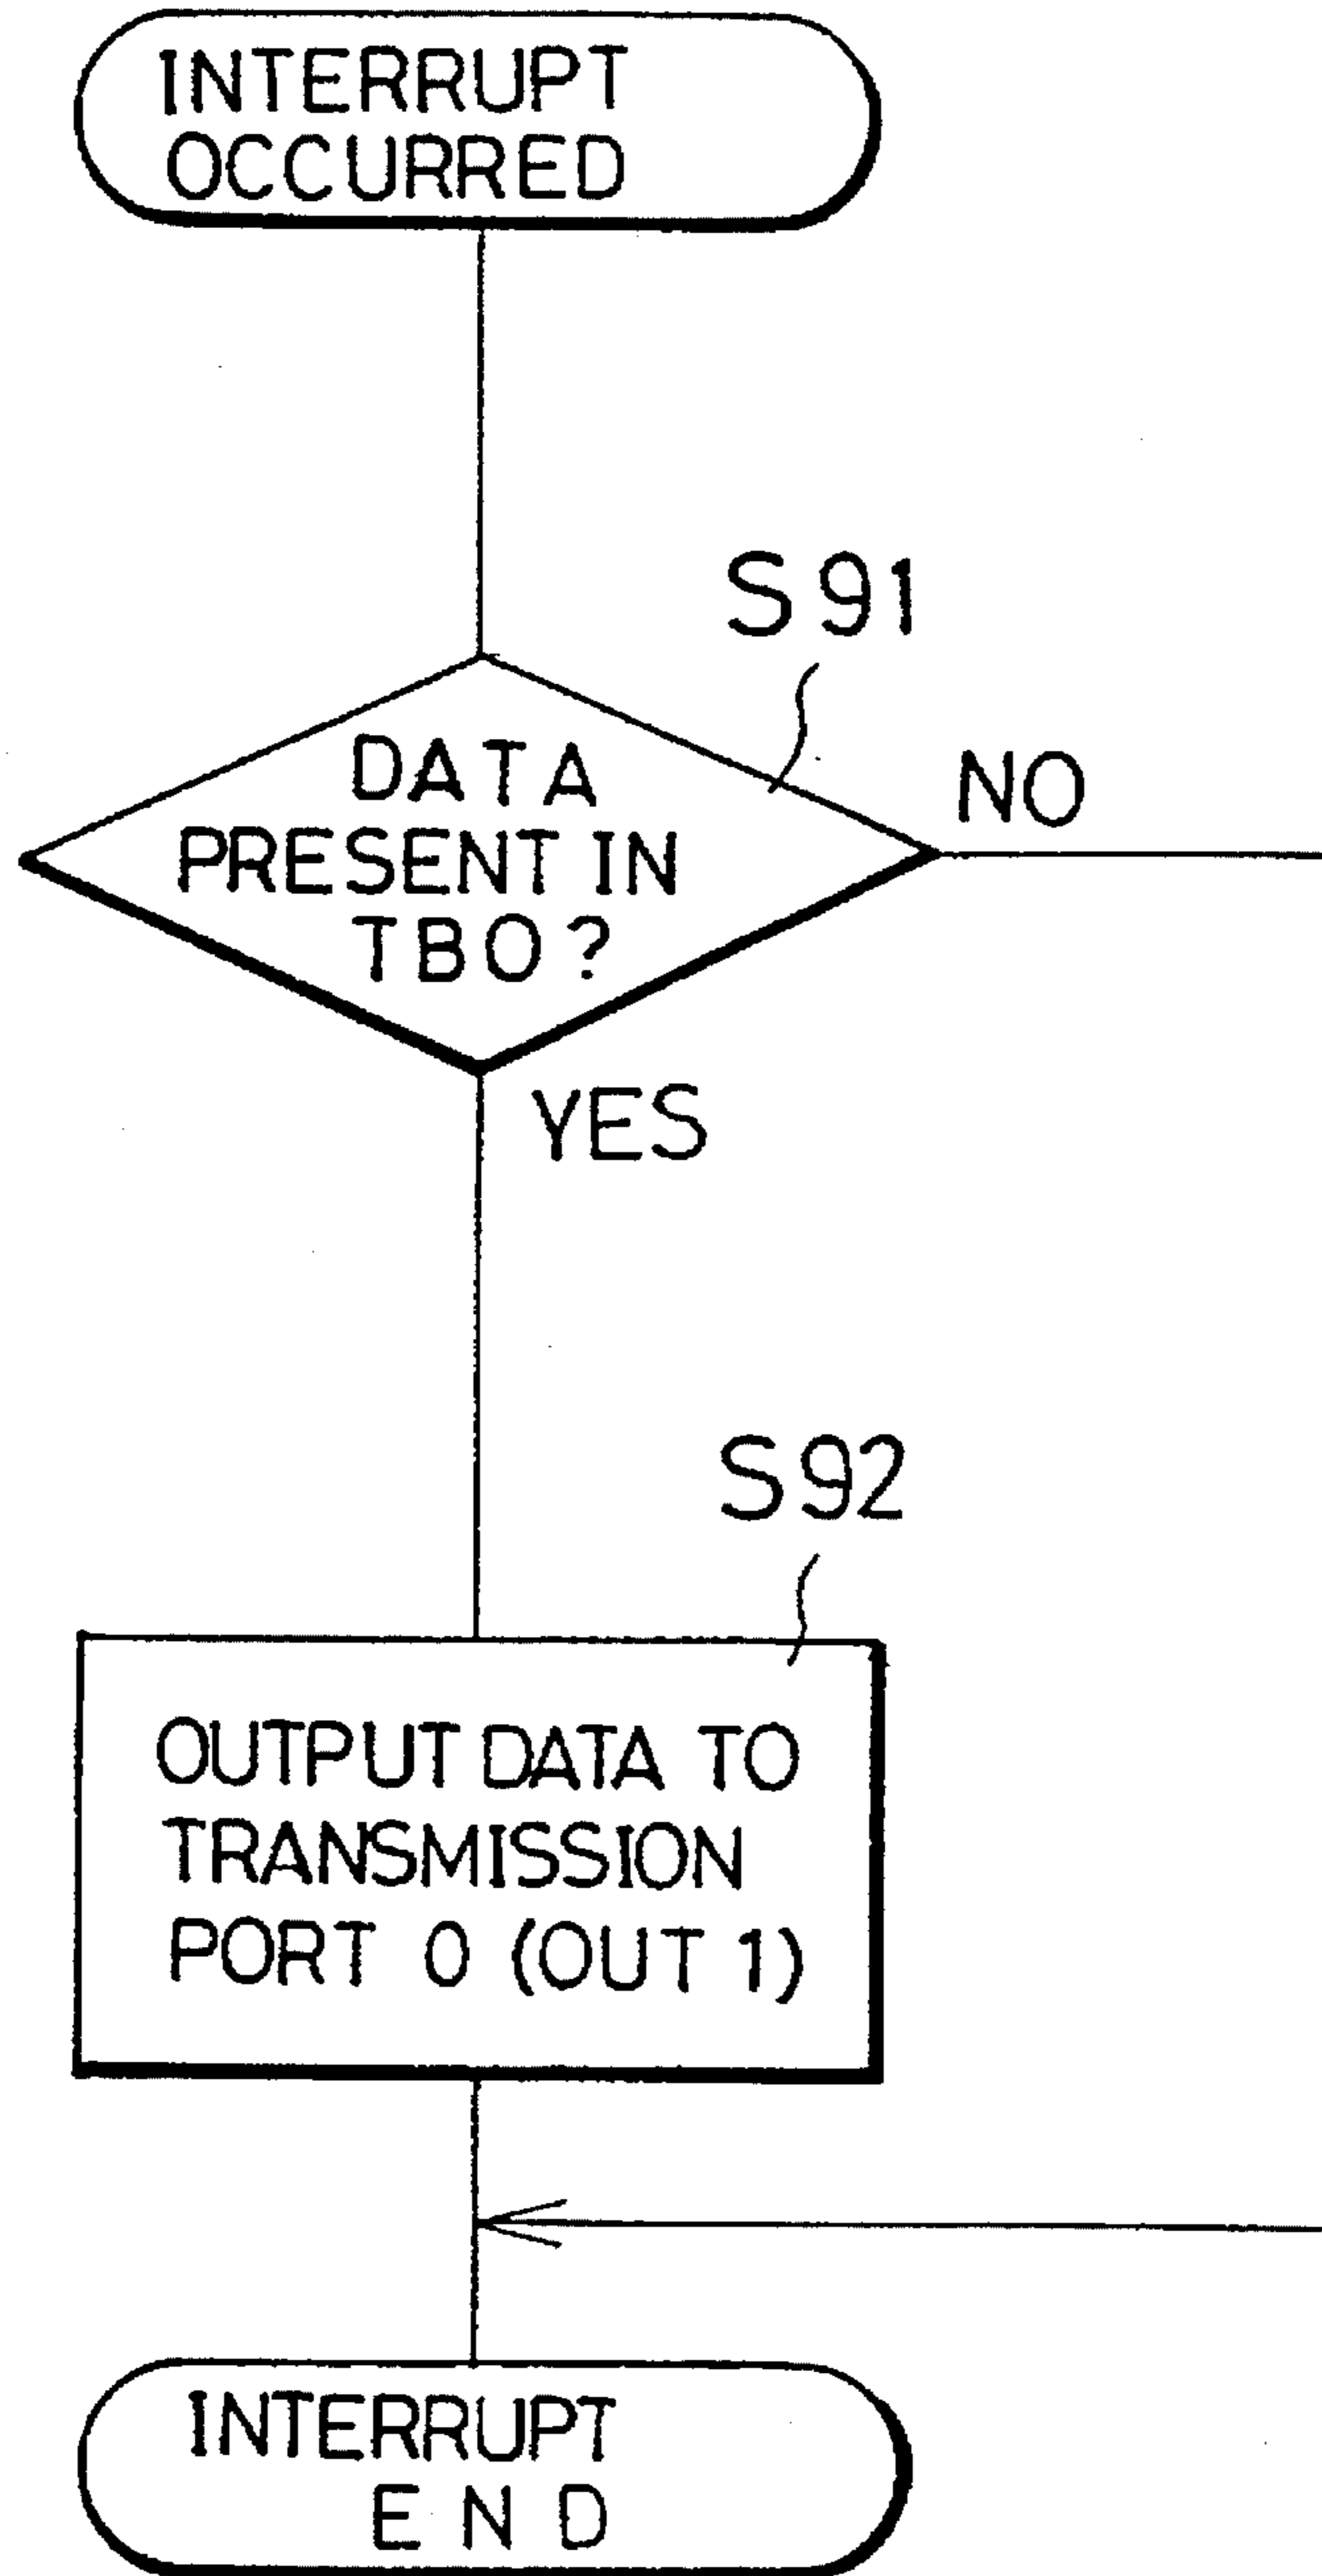 INTERRUPT
OCCURRED
S91
DATA
PRESENT IN
TBO?
NO
YES
S92
OUTPUT DATA TO
TRANSMISSION
PORT 0 (OUT 1)
INTERRUPT
END